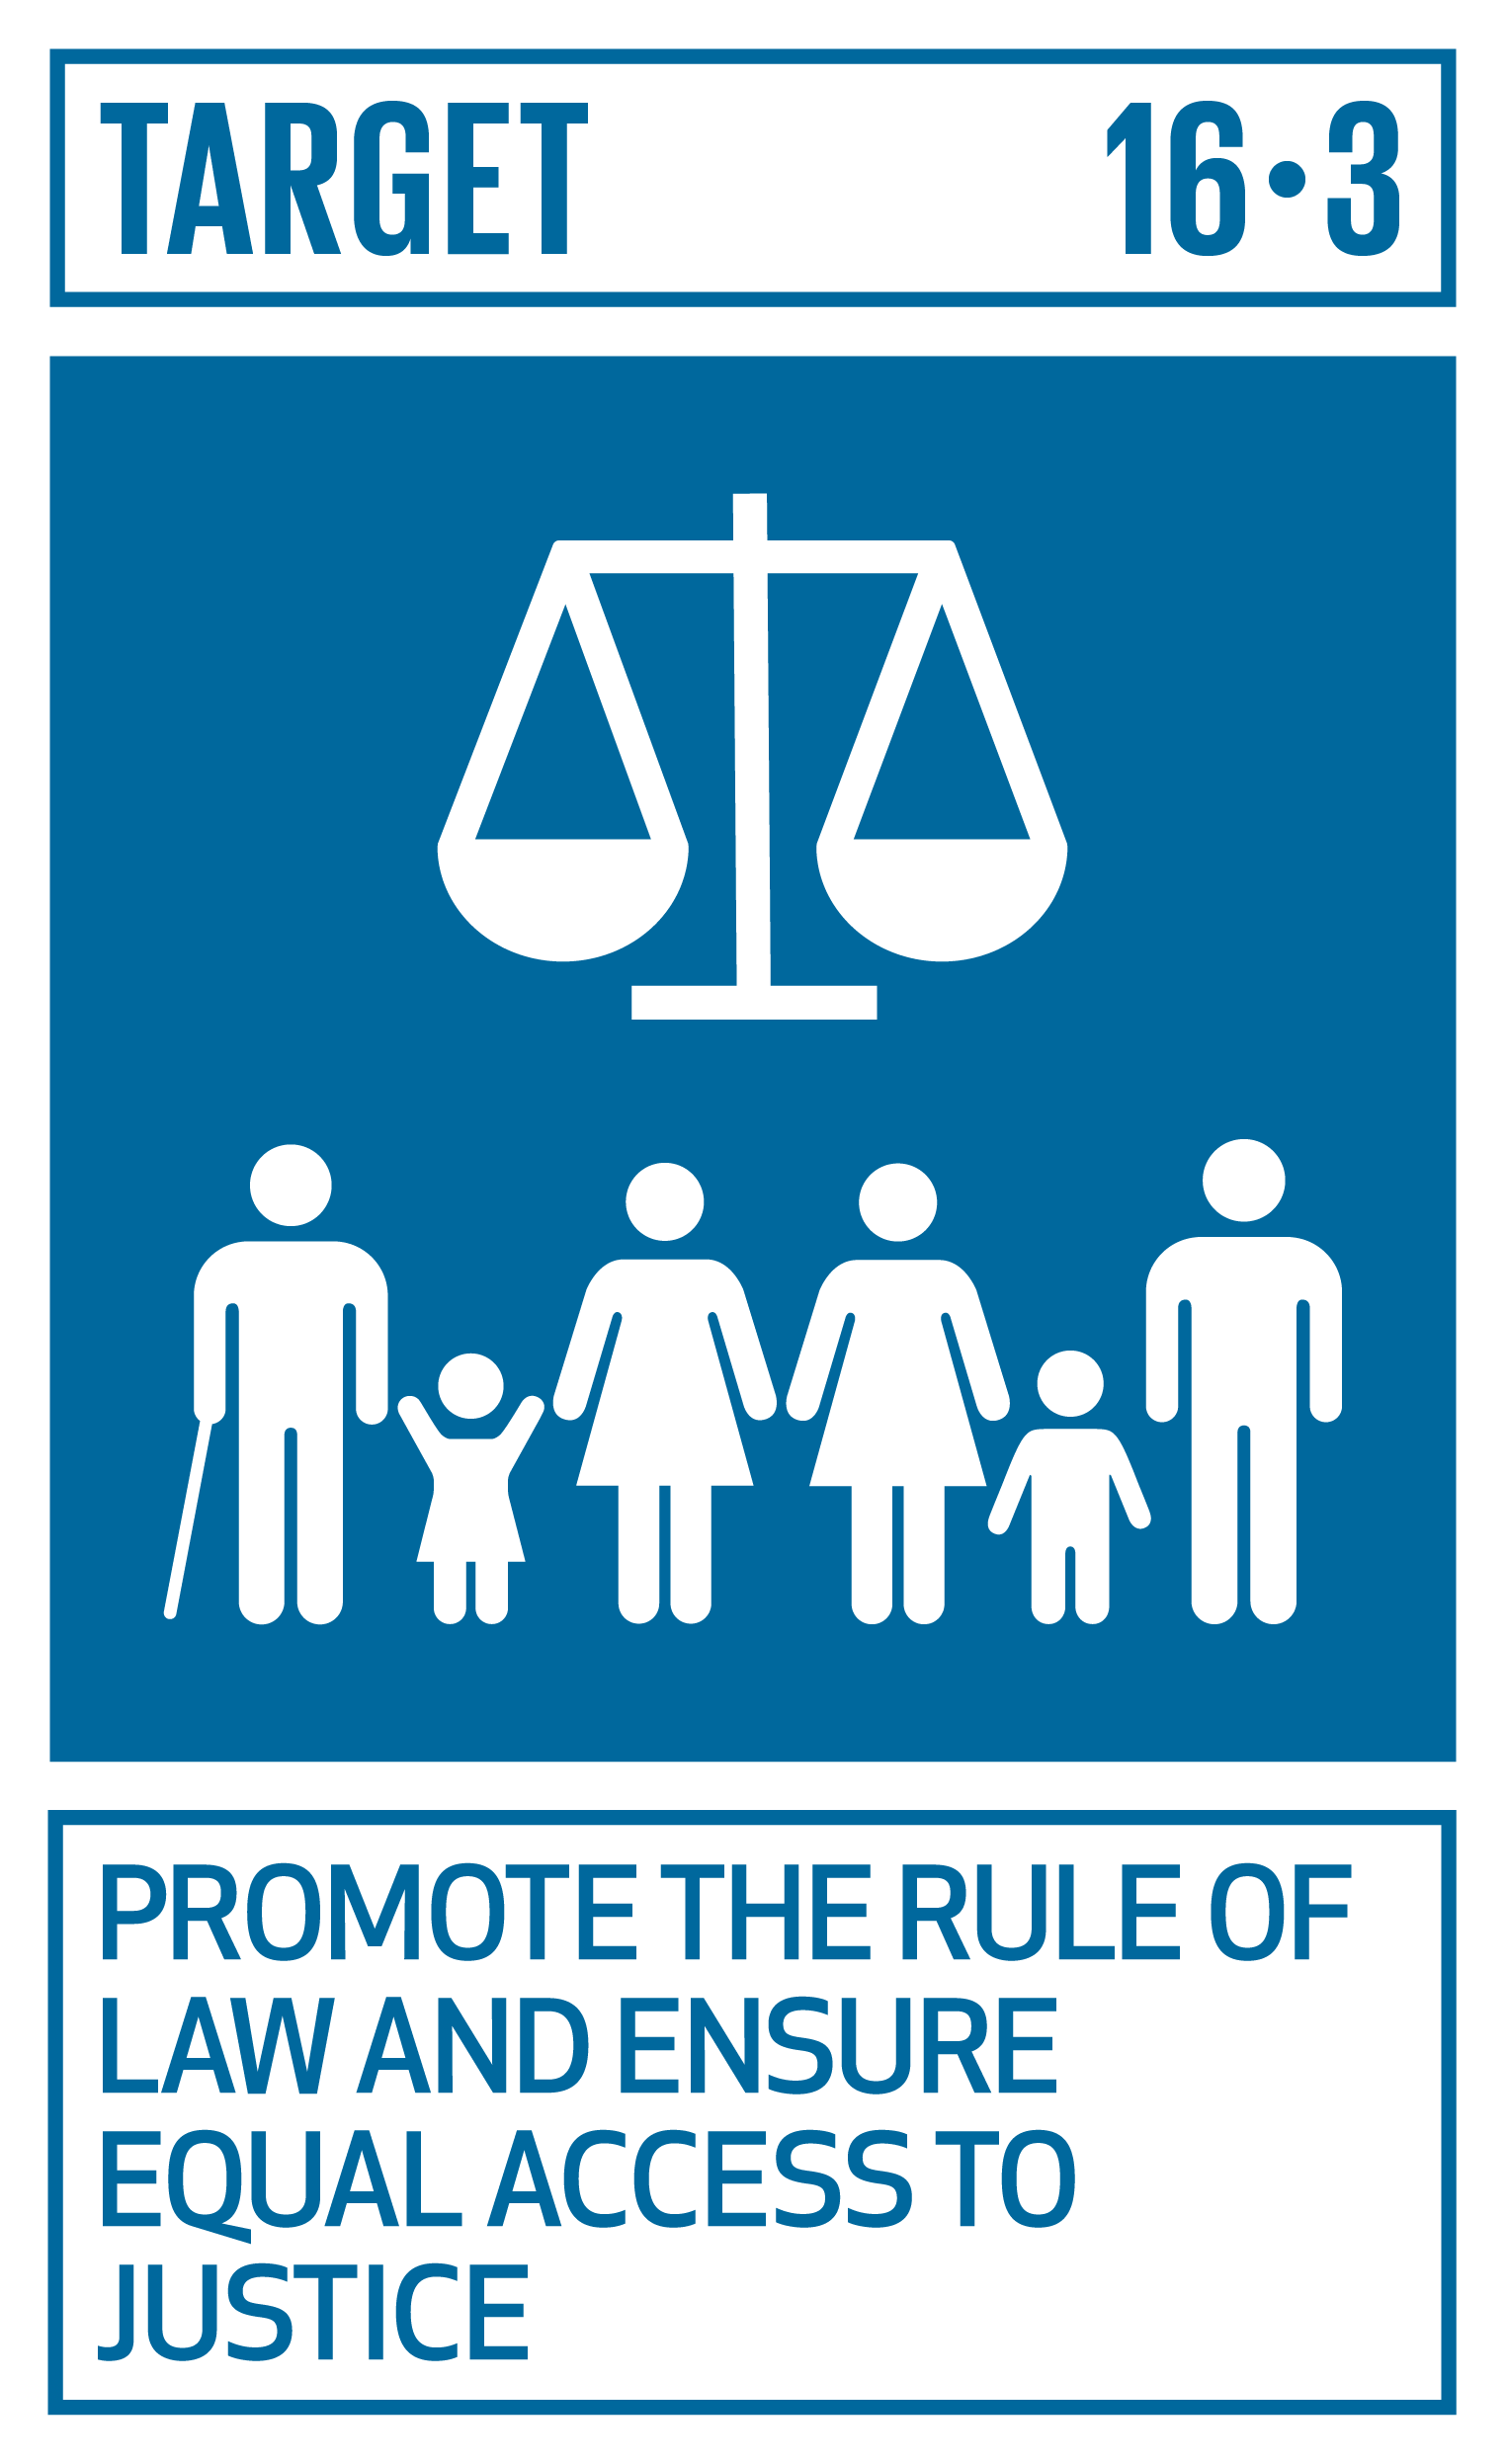 TARGET 16·3
PROMOTE THE RULE OF
LAW AND ENSURE
EQUAL ACCESS TO
JUSTICE